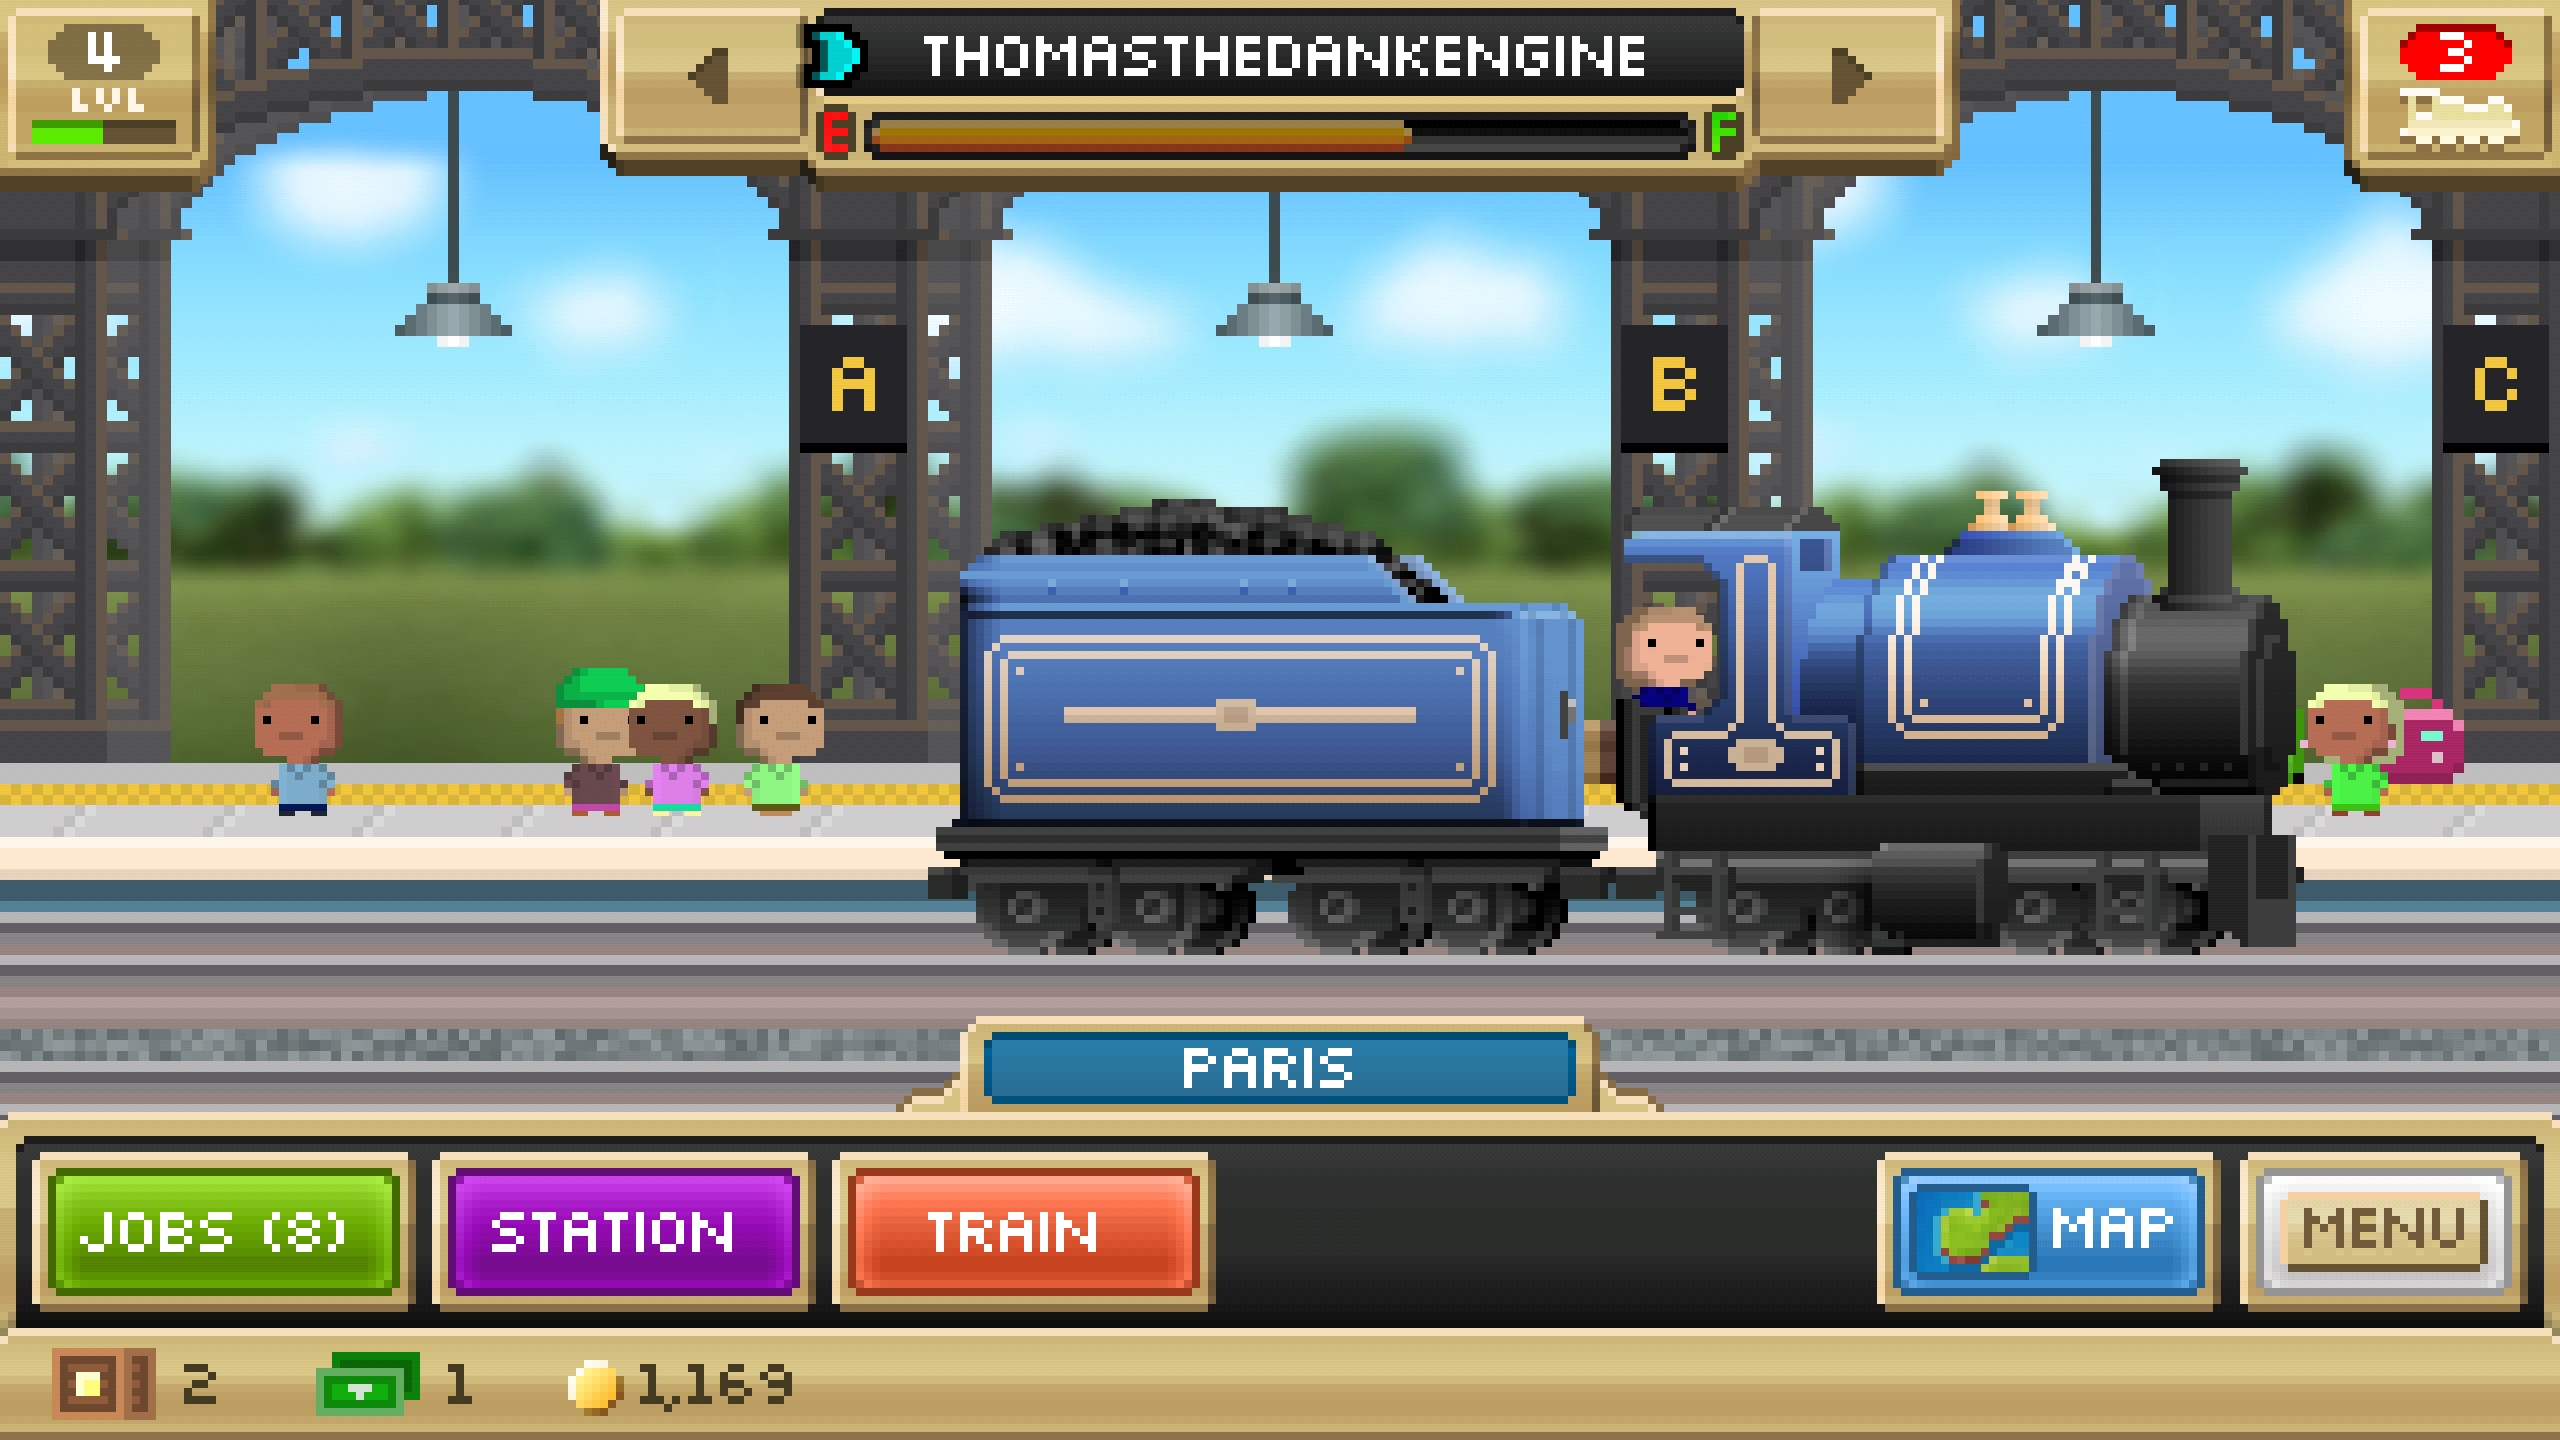 4
LVL
THOMASTHEDANKENGINE
E F
3
A
B
C
PARIS
JOBS (8)
STATION
TRAIN
MAP
MENU
2
1
1,169